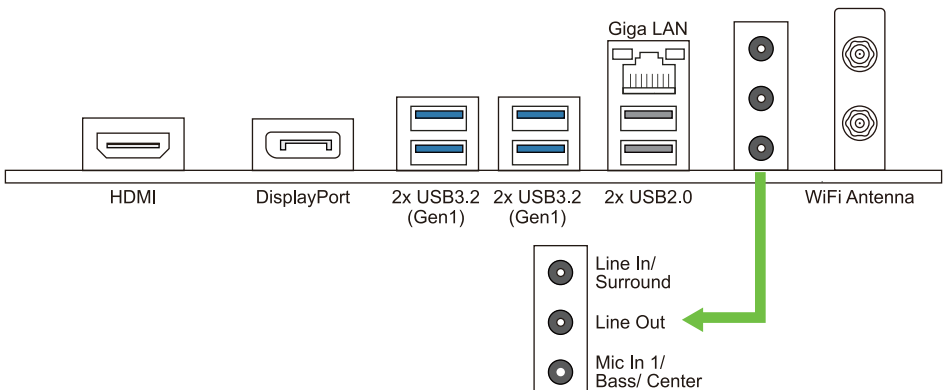 Giga LAN
HDMI
DisplayPort
2x USB3.2
(Gen1)
2x USB3.2
(Gen1)
2x USB2.0
WiFi Antenna
Line In/
Surround
Line Out
Mic In 1/
Bass/ Center